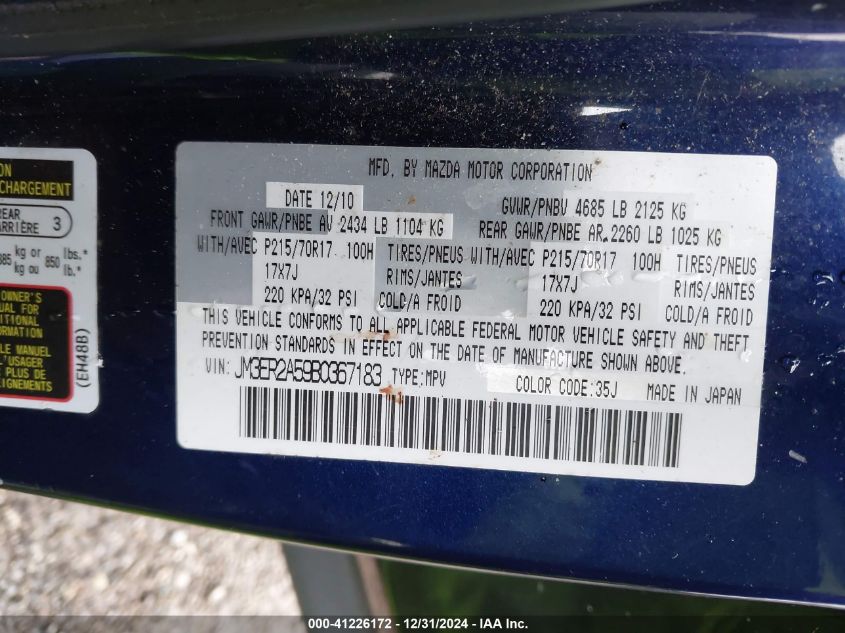 ON
CHARGEMENT
REAR
ARRIÈRE 3
385 kg or 850 lbs.*
kg ou lb.*
OWNER'S
UAL FOR
ITIONAL
ORMATION
LE MANUEL
L'USAGER
SEIGNEMENTS
(EH48B)
MFD. BY MAZDA MOTOR CORPORATION
DATE 12/10 GVWR/PNBV 4685 LB 2125 KG
FRONT GAWR/PNBE AV 2434 LB 1104 KG REAR GAWR/PNBE AR 2260 LB 1025 KG
WITH/AVEC P215/70R17 100H TIRES/PNEUS WITH/AVEC P215/70R17 100H TIRES/PNEUS
17X7J RIMS/JANTES 17X7J RIMS/JANTES
220 KPA/32 PSI COLD/A FROID 220 KPA/32 PSI COLD/A FROID
THIS VEHICLE CONFORMS TO ALL APPLICABLE FEDERAL MOTOR VEHICLE SAFETY AND THEFT
PREVENTION STANDARDS IN EFFECT ON THE DATE OF MANUFACTURE SHOWN ABOVE.
VIN: JM3ER2A59B0367183 TYPE:MPV COLOR CODE:35J MADE IN JAPAN
000-41226172 - 12/31/2024 - IAA Inc.